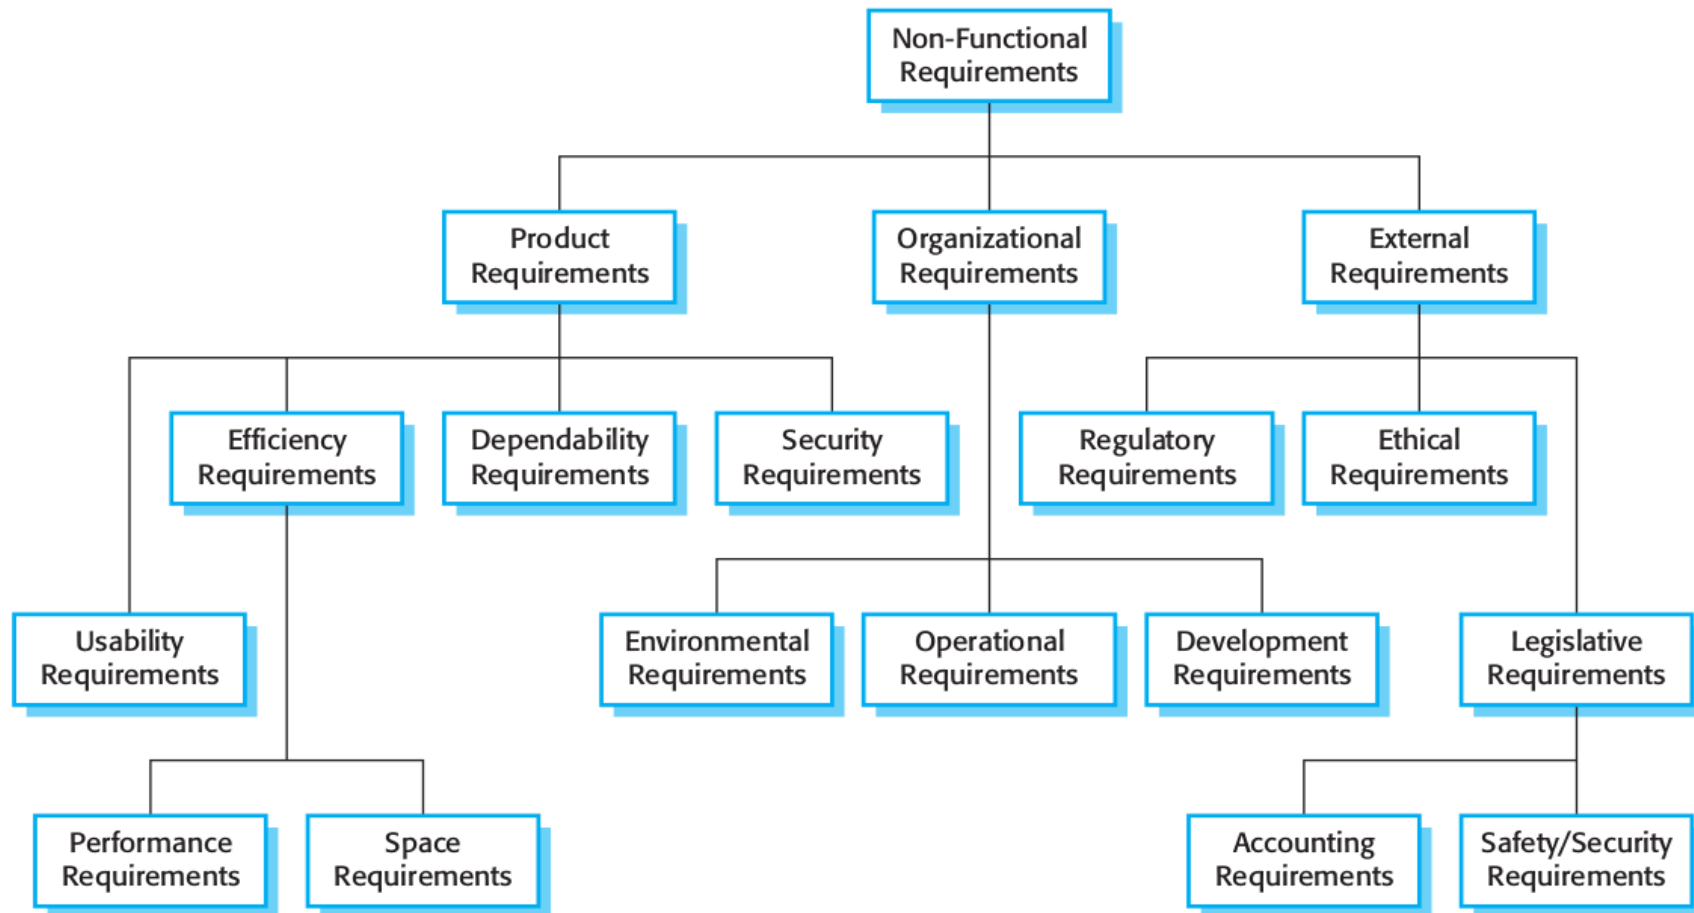 Non-Functional
Requirements
Product
Requirements
Organizational
Requirements
External
Requirements
Efficiency
Requirements
Dependability
Requirements
Security
Requirements
Regulatory
Requirements
Ethical
Requirements
Usability
Requirements
Environmental
Requirements
Operational
Requirements
Development
Requirements
Legislative
Requirements
Performance
Requirements
Space
Requirements
Accounting
Requirements
Safety/Security
Requirements